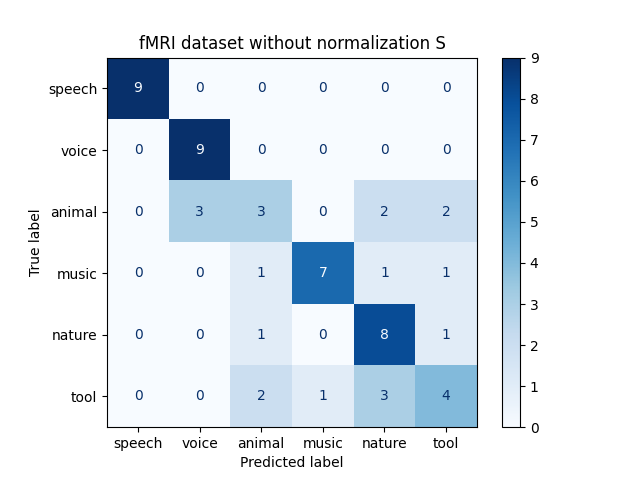 fMRI dataset without normalization S
speech 9 0 0 0 0 0
voice 0 9 0 0 0 0
animal 0 3 3 0 2 2
music 0 0 1 7 1 1
nature 0 0 1 0 8 1
tool 0 0 2 1 3 4
speech voice animal music nature tool
Predicted label
True label
9
8
7
6
5
4
3
2
1
0